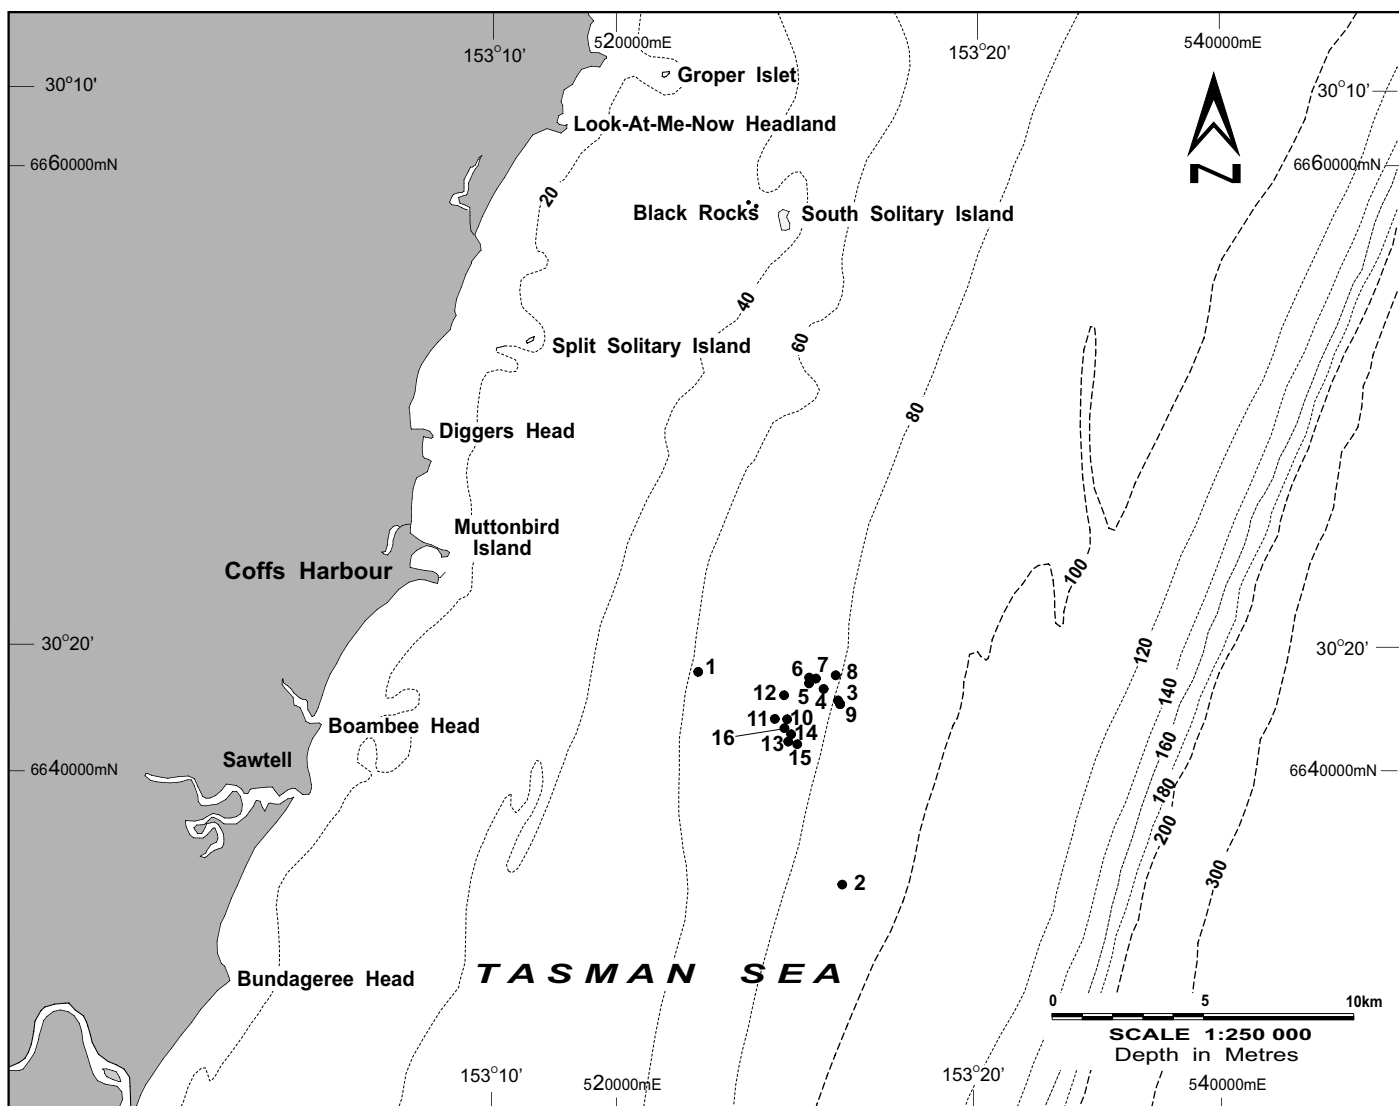 153°10'
520000mE
153°20'
540000mE
30°10'
Groper Islet
30°10'
Look-At-Me-Now Headland
6660000mN
6660000mN
N
20
Black Rocks
South Solitary Island
40
60
Split Solitary Island
80
Diggers Head
Muttonbird
Island
Coffs Harbour
100
30°20'
30°20'
120
1
6
7
8
140
12
5
4
3
9
11
10
16
14
13
15
160
Boambee Head
Sawtell
6640000mN
6640000mN
180
200
300
2
TASMAN SEA
Bundageree Head
0
5
10km
SCALE 1:250 000
Depth in Metres
153°10'
520000mE
153°20'
540000mE